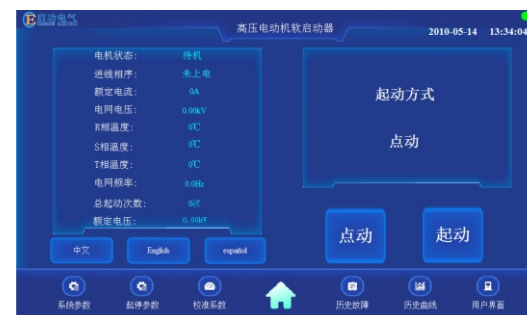 启动电气
高压电动机软启动器
2010-05-14 13:34:04
电机状态: 待机
进线相序: 未上电
额定电流: 0A
电网电压: 0.00kV
R相温度: 0℃
S相温度: 0℃
T相温度: 0℃
电网频率: 0.0Hz
总起动次数: 0次
额定电压: 0.00kV
起动方式
点动
中文 English español
点动 起动
系统参数 起停参数 校准系数 历史故障 历史曲线 用户界面